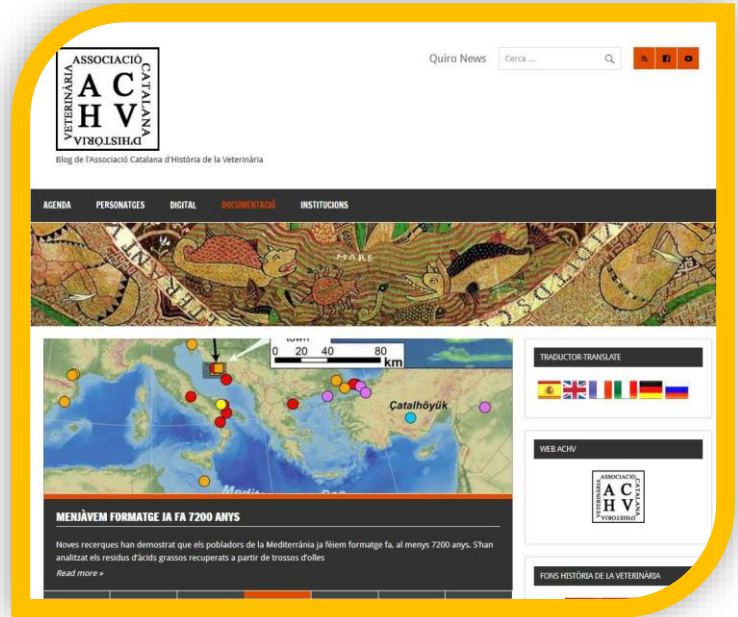 ASSOCIACIÓ
CATALANA
D'HISTÒRIA
VETERINÀRIA
A C
H V
Blog de l'Associació Catalana d'Història de la Veterinària
Quiro News
Cerca ...
AGENDA PERSONATGES DIGITAL DOCUMENTACIÓ INSTITUCIONS
MARE
town
0 20 40 80
km
Çatalhöyük
MENJÀVEM FORMATGE JA FA 7200 ANYS
Noves recerques han demostrat que els pobladors de la Mediterrània ja fèiem formatge fa, al menys 7200 anys. S'han
analitzat els residus d'àcids grassos recuperats a partir de trossos d'olles
Read more »
TRADUCTOR-TRANSLATE
WEB ACHV
ASSOCIACIÓ
CATALANA
D'HISTÒRIA
VETERINÀRIA
A C
H V
FONS HISTÒRIA DE LA VETERINÀRIA